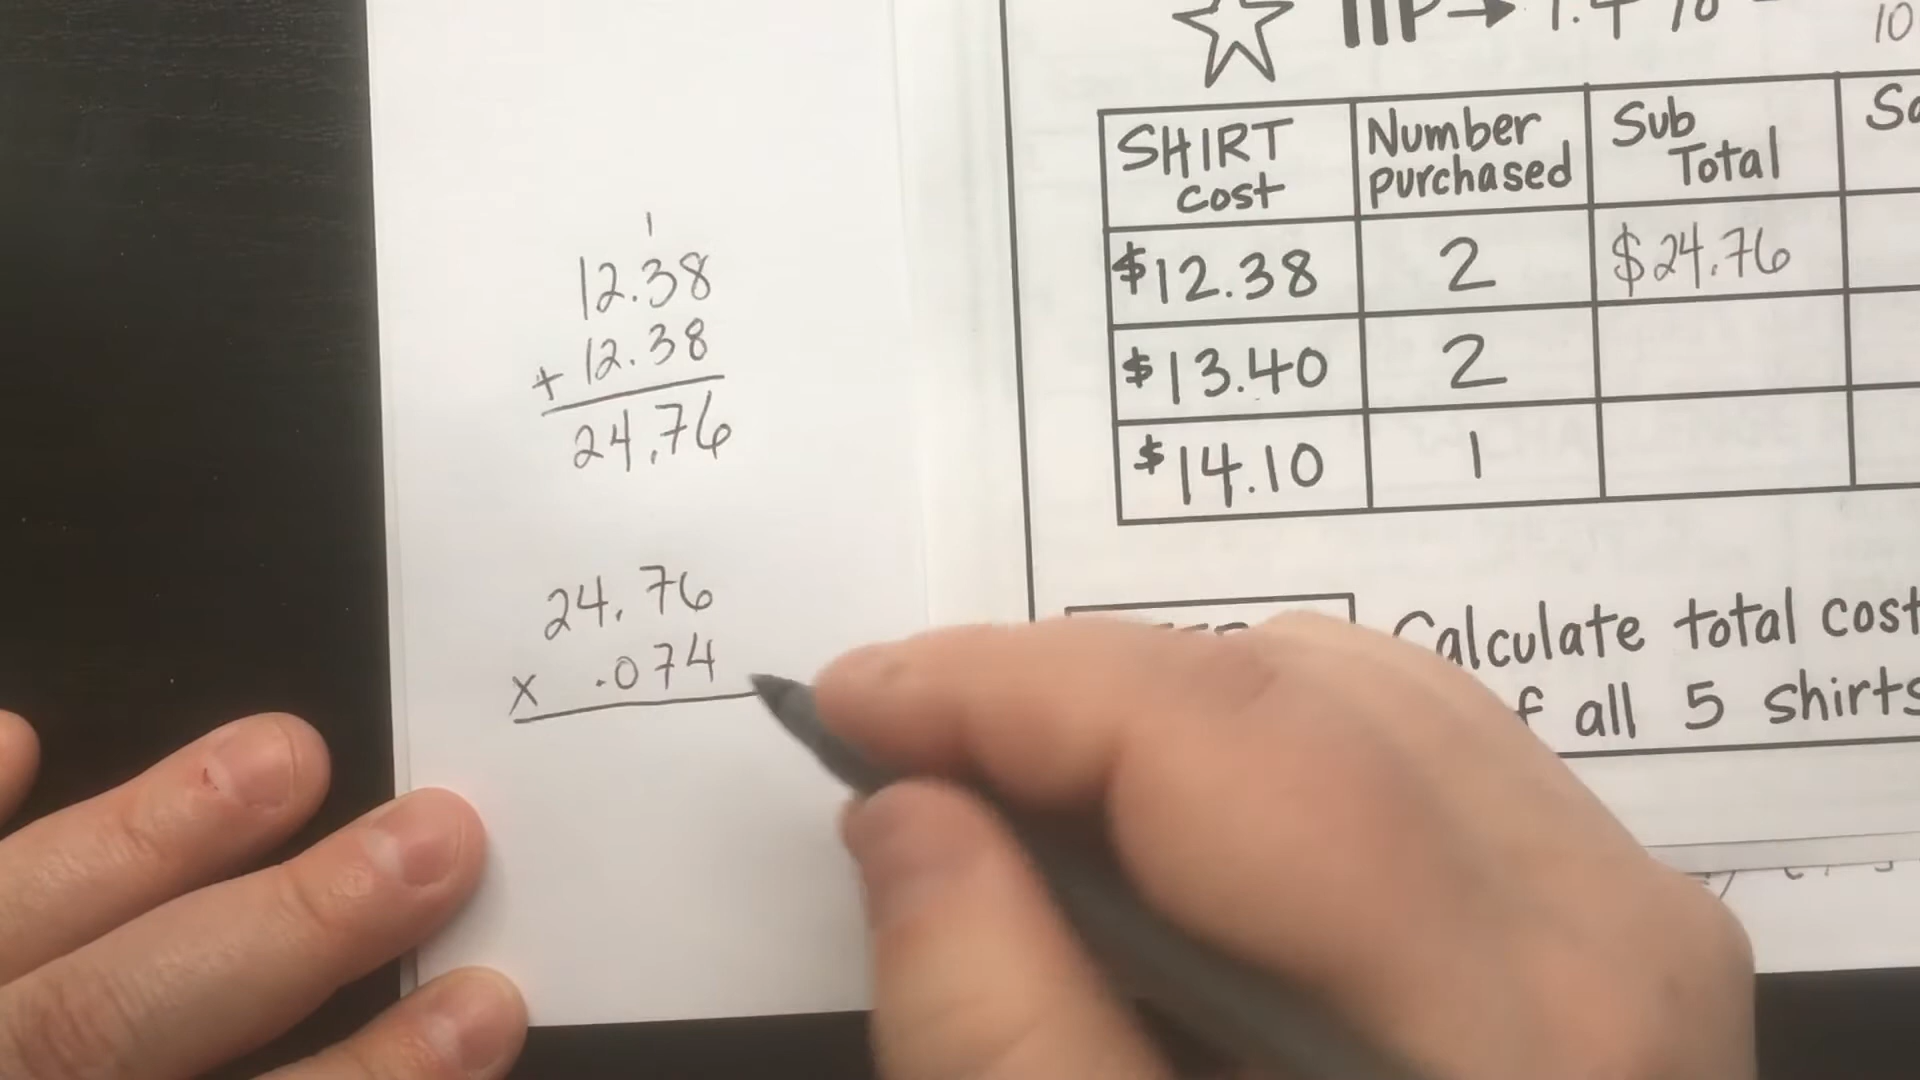 1
12.38
+ 12.38
24.76
24.76
x .074
10
SHIRT cost
Number purchased
Sub Total
$12.38 2 $24.76
$13.40 2
$14.10 1
Calculate total cost
all 5 shirts